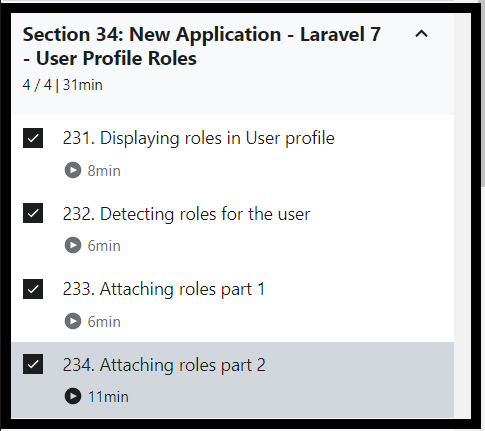 Section 34: New Application - Laravel 7
- User Profile Roles
4 / 4 | 31min
231. Displaying roles in User profile
8min
232. Detecting roles for the user
6min
233. Attaching roles part 1
6min
234. Attaching roles part 2
11min